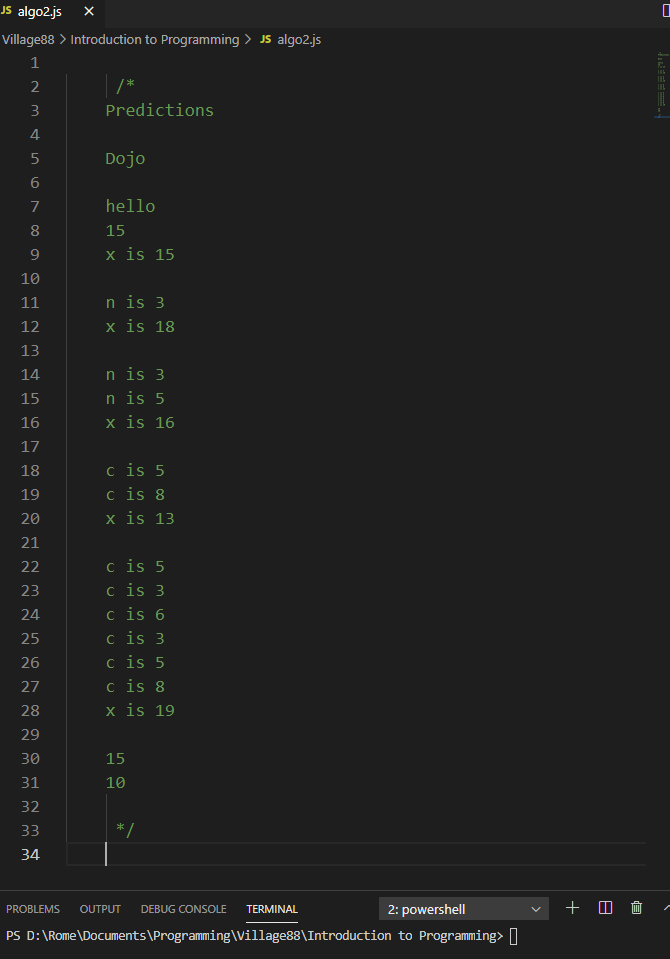 JS algo2.js ×
Village88 > Introduction to Programming > JS algo2.js
1
2 /*
3 Predictions
4
5 Dojo
6
7 hello
8 15
9 x is 15
10
11 n is 3
12 x is 18
13
14 n is 3
15 n is 5
16 x is 16
17
18 c is 5
19 c is 8
20 x is 13
21
22 c is 5
23 c is 3
24 c is 6
25 c is 3
26 c is 5
27 c is 8
28 x is 19
29
30 15
31 10
32
33 */
34
PROBLEMS OUTPUT DEBUG CONSOLE TERMINAL 2: powershell
PS D:\Rome\Documents\Programming\Village88\Introduction to Programming>